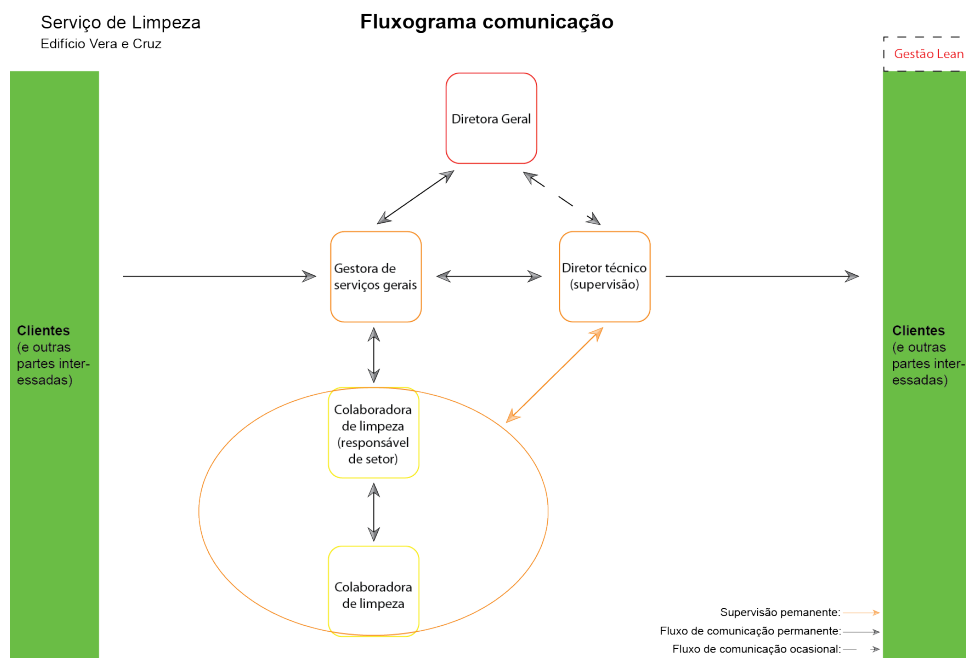 Serviço de Limpeza
Edifício Vera e Cruz
Fluxograma comunicação
Gestão Lean
Diretora Geral
Gestora de
serviços gerais
Diretor técnico
(supervisão)
Clientes
(e outras
partes inter-
essadas)
Clientes
(e outras
partes inter-
essadas)
Colaboradora
de limpeza
(responsável
de setor)
Colaboradora
de limpeza
Supervisão pemanente:
Fluxo de comunicação permanente:
Fluxo de comunicação ocasional: